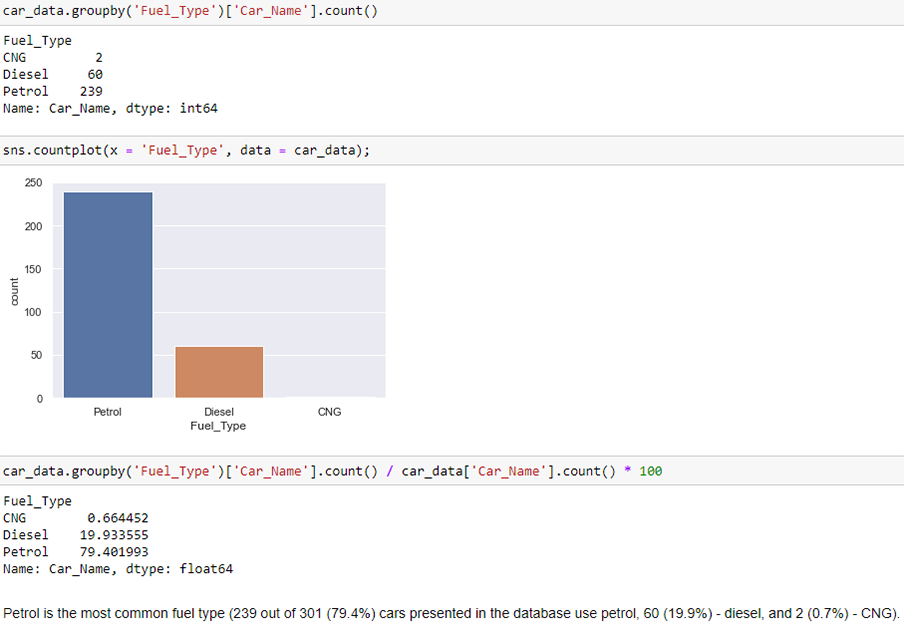 car_data.groupby('Fuel_Type')['Car_Name'].count()
Fuel_Type
CNG 2
Diesel 60
Petrol 239
Name: Car_Name, dtype: int64
sns.countplot(x = 'Fuel_Type', data = car_data);
250
200
150
100
50
0
count
Petrol Diesel CNG
Fuel_Type
car_data.groupby('Fuel_Type')['Car_Name'].count() / car_data['Car_Name'].count() * 100
Fuel_Type
CNG 0.664452
Diesel 19.933555
Petrol 79.401993
Name: Car_Name, dtype: float64
Petrol is the most common fuel type (239 out of 301 (79.4%) cars presented in the database use petrol, 60 (19.9%) - diesel, and 2 (0.7%) - CNG).